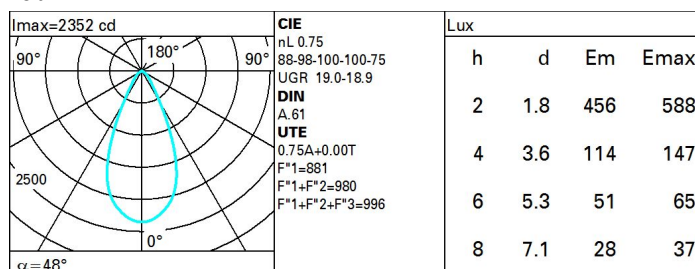 Imax=2352 cd
90° 180° 90°
2500
0°
α=48°
CIE
nL 0.75
88-98-100-100-75
UGR 19.0-18.9
DIN
A.61
UTE
0.75A+0.00T
F"1=881
F"1+F"2=980
F"1+F"2+F"3=996
Lux
h d Em Emax
2 1.8 456 588
4 3.6 114 147
6 5.3 51 65
8 7.1 28 37